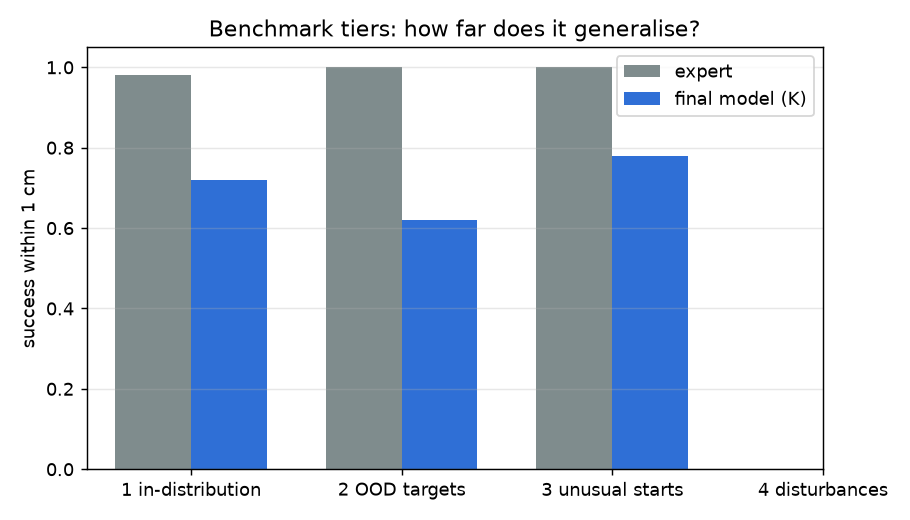 Benchmark tiers: how far does it generalise?
expert
final model (K)
success within 1 cm
1.0
0.8
0.6
0.4
0.2
0.0
1 in-distribution
2 OOD targets
3 unusual starts
4 disturbances